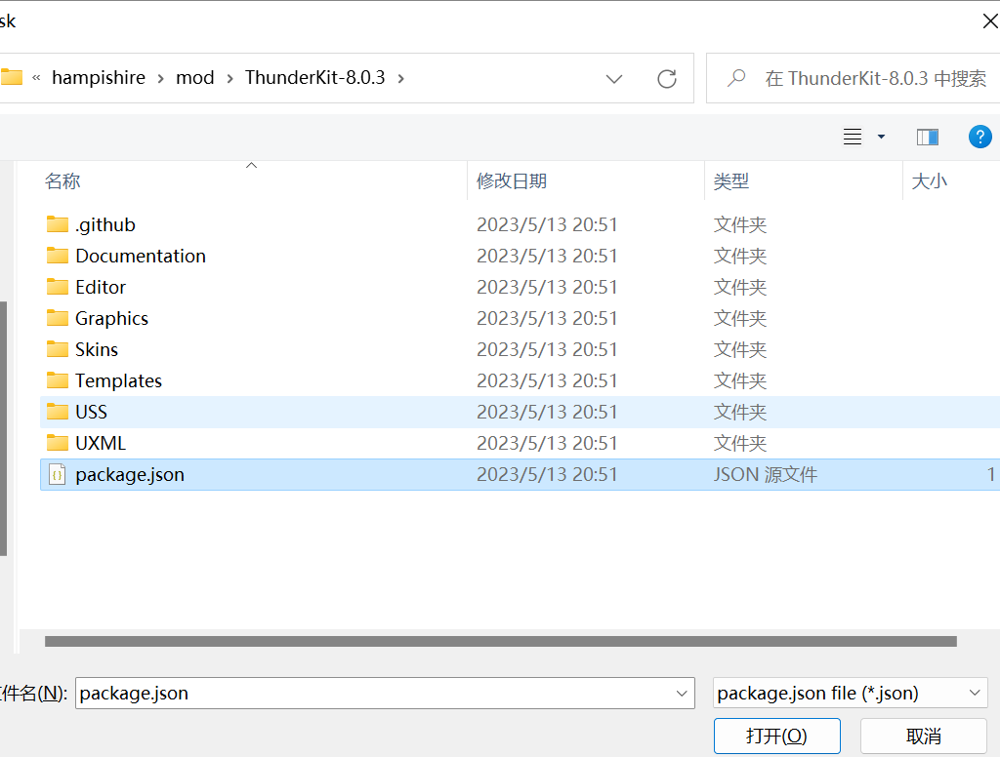 sk
« hampishire > mod > ThunderKit-8.0.3 >
在 ThunderKit-8.0.3 中搜索
?
名称 修改日期 类型 大小
.github 2023/5/13 20:51 文件夹
Documentation 2023/5/13 20:51 文件夹
Editor 2023/5/13 20:51 文件夹
Graphics 2023/5/13 20:51 文件夹
Skins 2023/5/13 20:51 文件夹
Templates 2023/5/13 20:51 文件夹
USS 2023/5/13 20:51 文件夹
UXML 2023/5/13 20:51 文件夹
package.json 2023/5/13 20:51 JSON 源文件 1
件名(N): package.json package.json file (*.json)
打开(O) 取消